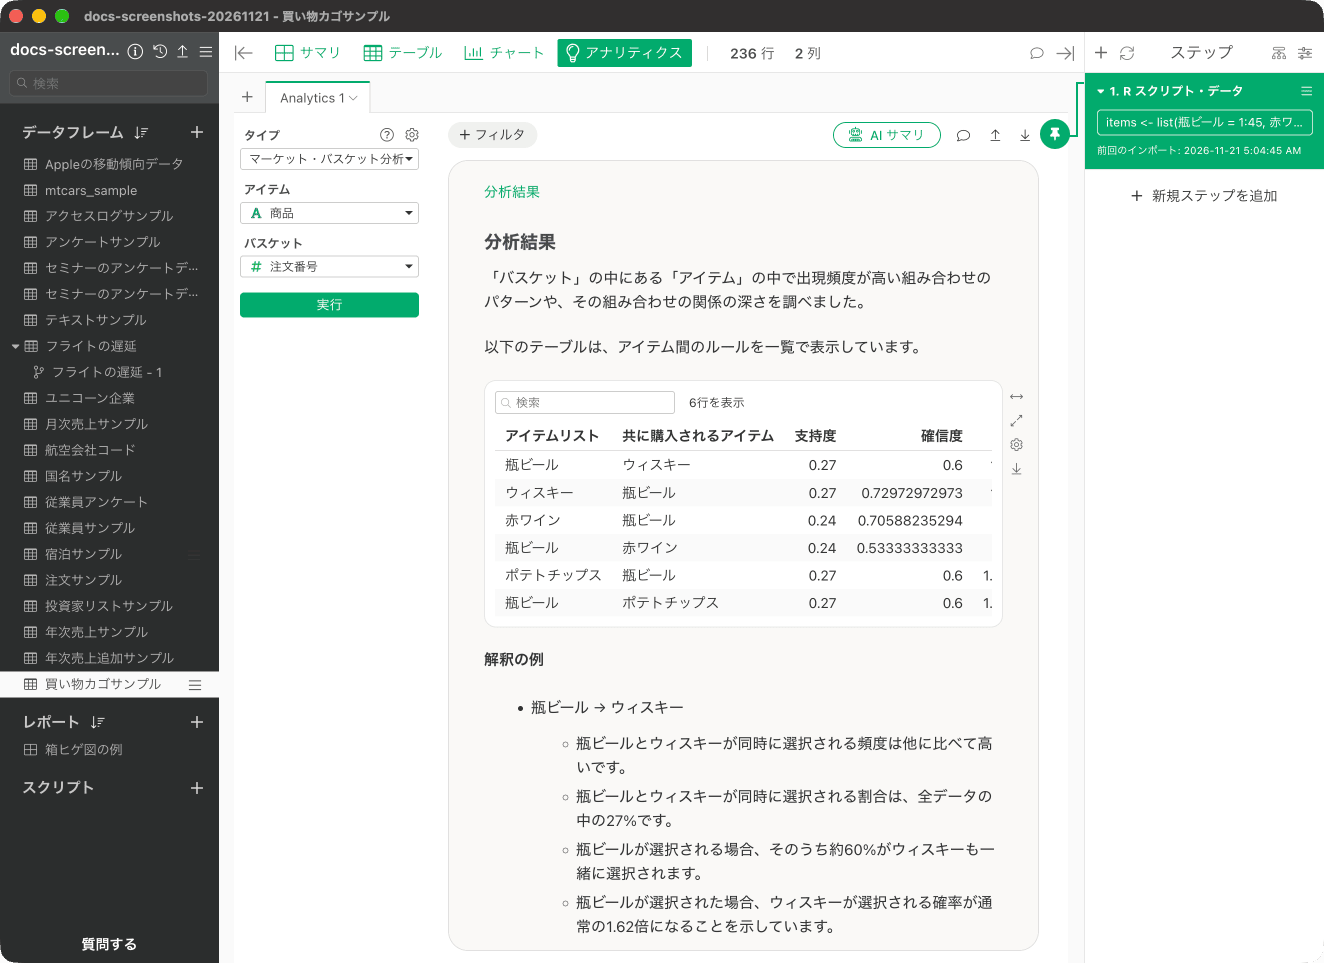 docs-screenshots-20261121 - 買い物カゴサンプル
docs-screen...
検索
データフレーム
Appleの移動傾向データ
mtcars_sample
アクセスログサンプル
アンケートサンプル
セミナーのアンケートデ...
セミナーのアンケートデ...
テキストサンプル
フライトの遅延
フライトの遅延 - 1
ユニコーン企業
月次売上サンプル
航空会社コード
国名サンプル
従業員アンケート
従業員サンプル
宿泊サンプル
注文サンプル
投資家リストサンプル
年次売上サンプル
年次売上追加サンプル
買い物カゴサンプル
レポート
箱ヒゲ図の例
スクリプト
質問する
サマリ テーブル チャート アナリティクス 236 行 2 列
Analytics 1
タイプ
マーケット・バスケット分析
アイテム
A 商品
バスケット
# 注文番号
実行
+ フィルタ
AI サマリ
分析結果
分析結果
「バスケット」の中にある「アイテム」の中で出現頻度が高い組み合わせの
パターンや、その組み合わせの関係の深さを調べました。
以下のテーブルは、アイテム間のルールを一覧で表示しています。
検索 6行を表示
アイテムリスト 共に購入されるアイテム 支持度 確信度
瓶ビール ウィスキー 0.27 0.6
ウィスキー 瓶ビール 0.27 0.72972972973
赤ワイン 瓶ビール 0.24 0.70588235294
瓶ビール 赤ワイン 0.24 0.53333333333
ポテトチップス 瓶ビール 0.27 0.6 1.
瓶ビール ポテトチップス 0.27 0.6 1.
解釈の例
• 瓶ビール → ウィスキー
○ 瓶ビールとウィスキーが同時に選択される頻度は他に比べて高
いです。
○ 瓶ビールとウィスキーが同時に選択される割合は、全データの
中の27%です。
○ 瓶ビールが選択される場合、そのうち約60%がウィスキーも一
緒に選択されます。
○ 瓶ビールが選択された場合、ウィスキーが選択される確率が通
常の1.62倍になることを示しています。
ステップ
1. R スクリプト・データ
items <- list(瓶ビール = 1:45, 赤ワ...
前回のインポート: 2026-11-21 5:04:45 AM
+ 新規ステップを追加